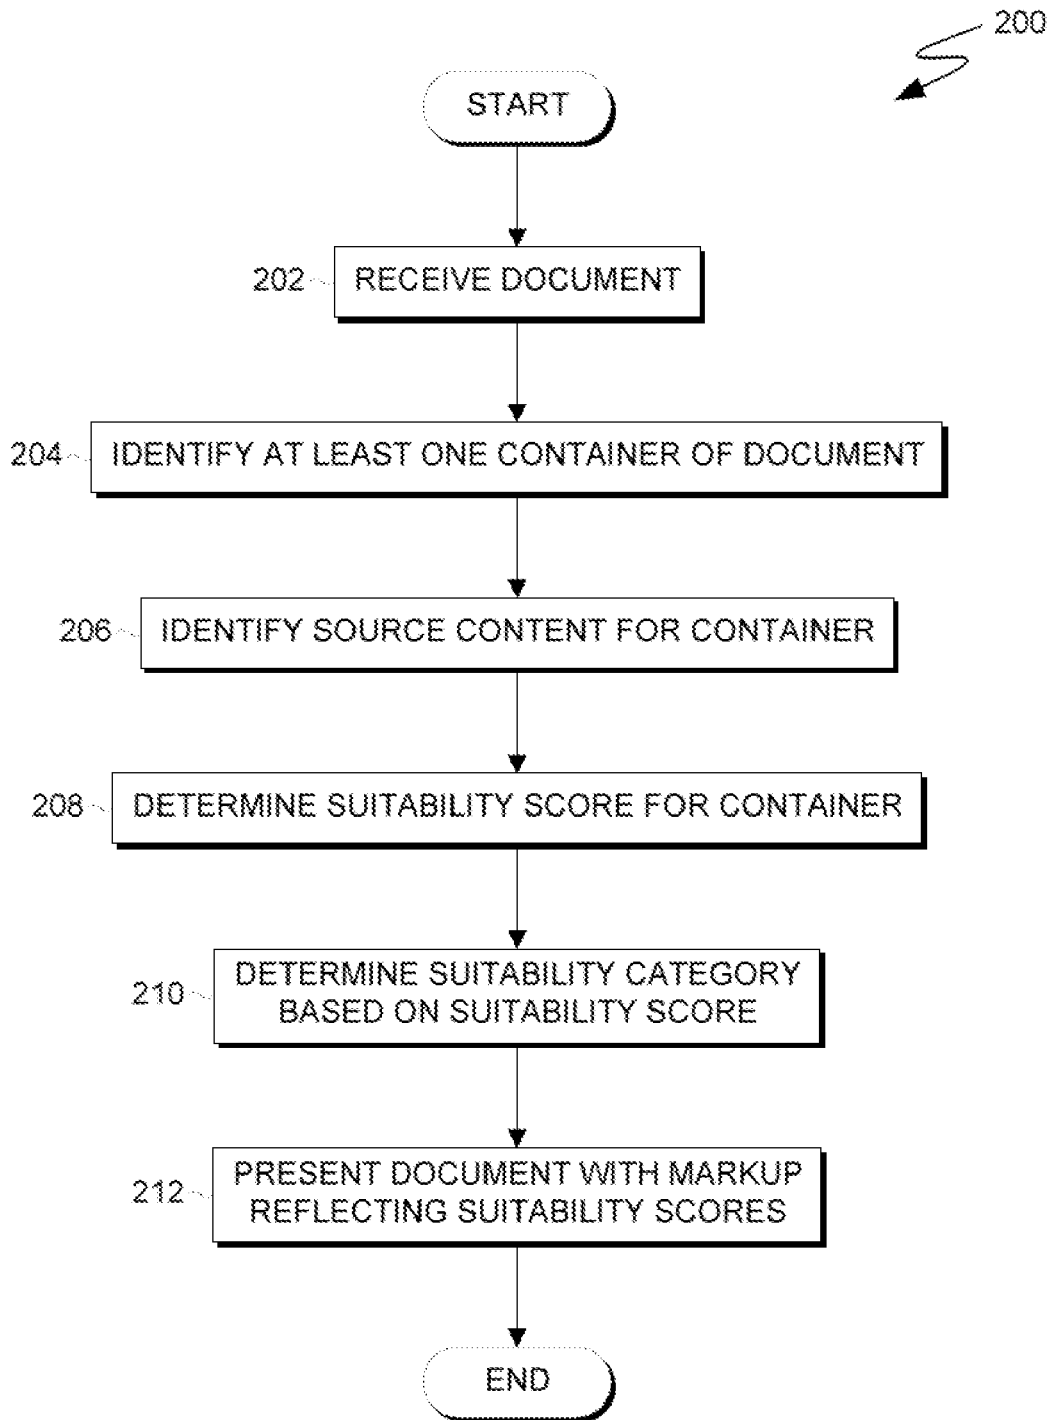 200
START
202
RECEIVE DOCUMENT
204
IDENTIFY AT LEAST ONE CONTAINER OF DOCUMENT
206
IDENTIFY SOURCE CONTENT FOR CONTAINER
208
DETERMINE SUITABILITY SCORE FOR CONTAINER
210
DETERMINE SUITABILITY CATEGORY
BASED ON SUITABILITY SCORE
212
PRESENT DOCUMENT WITH MARKUP
REFLECTING SUITABILITY SCORES
END